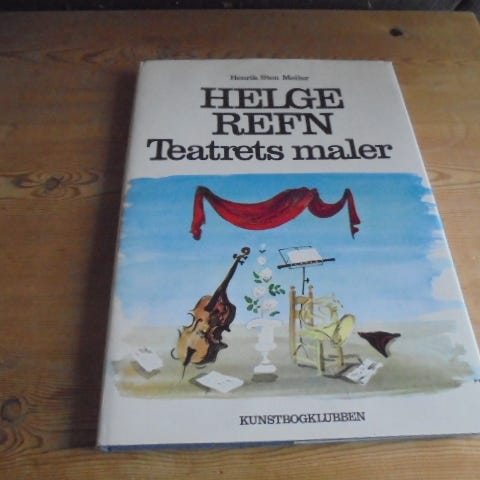 Henrik Sten Møller
HELGE
REFN
Teatrets maler
KUNSTBOGKLUBBEN